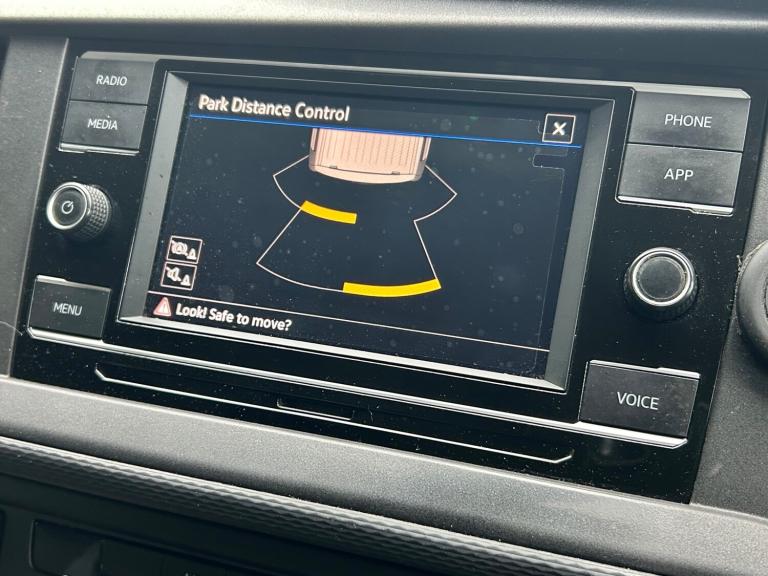 RADIO
MEDIA
MENU
Park Distance Control
Look! Safe to move?
PHONE
APP
VOICE